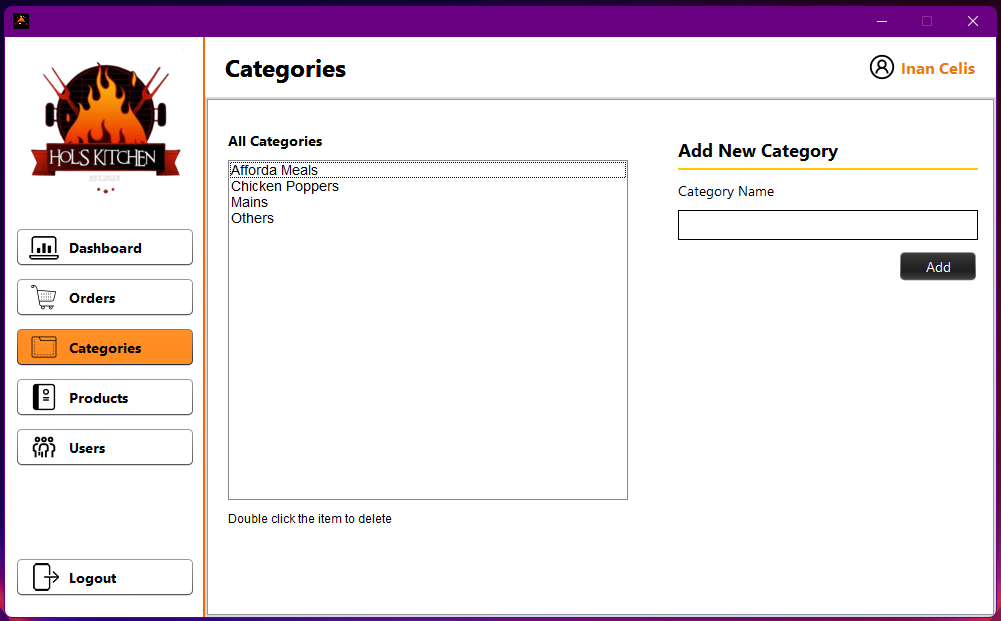 HOL'S KITCHEN
Dashboard
Orders
Categories
Products
Users
Logout
Categories
Inan Celis
All Categories
Afforda Meals
Chicken Poppers
Mains
Others
Double click the item to delete
Add New Category
Category Name
Add